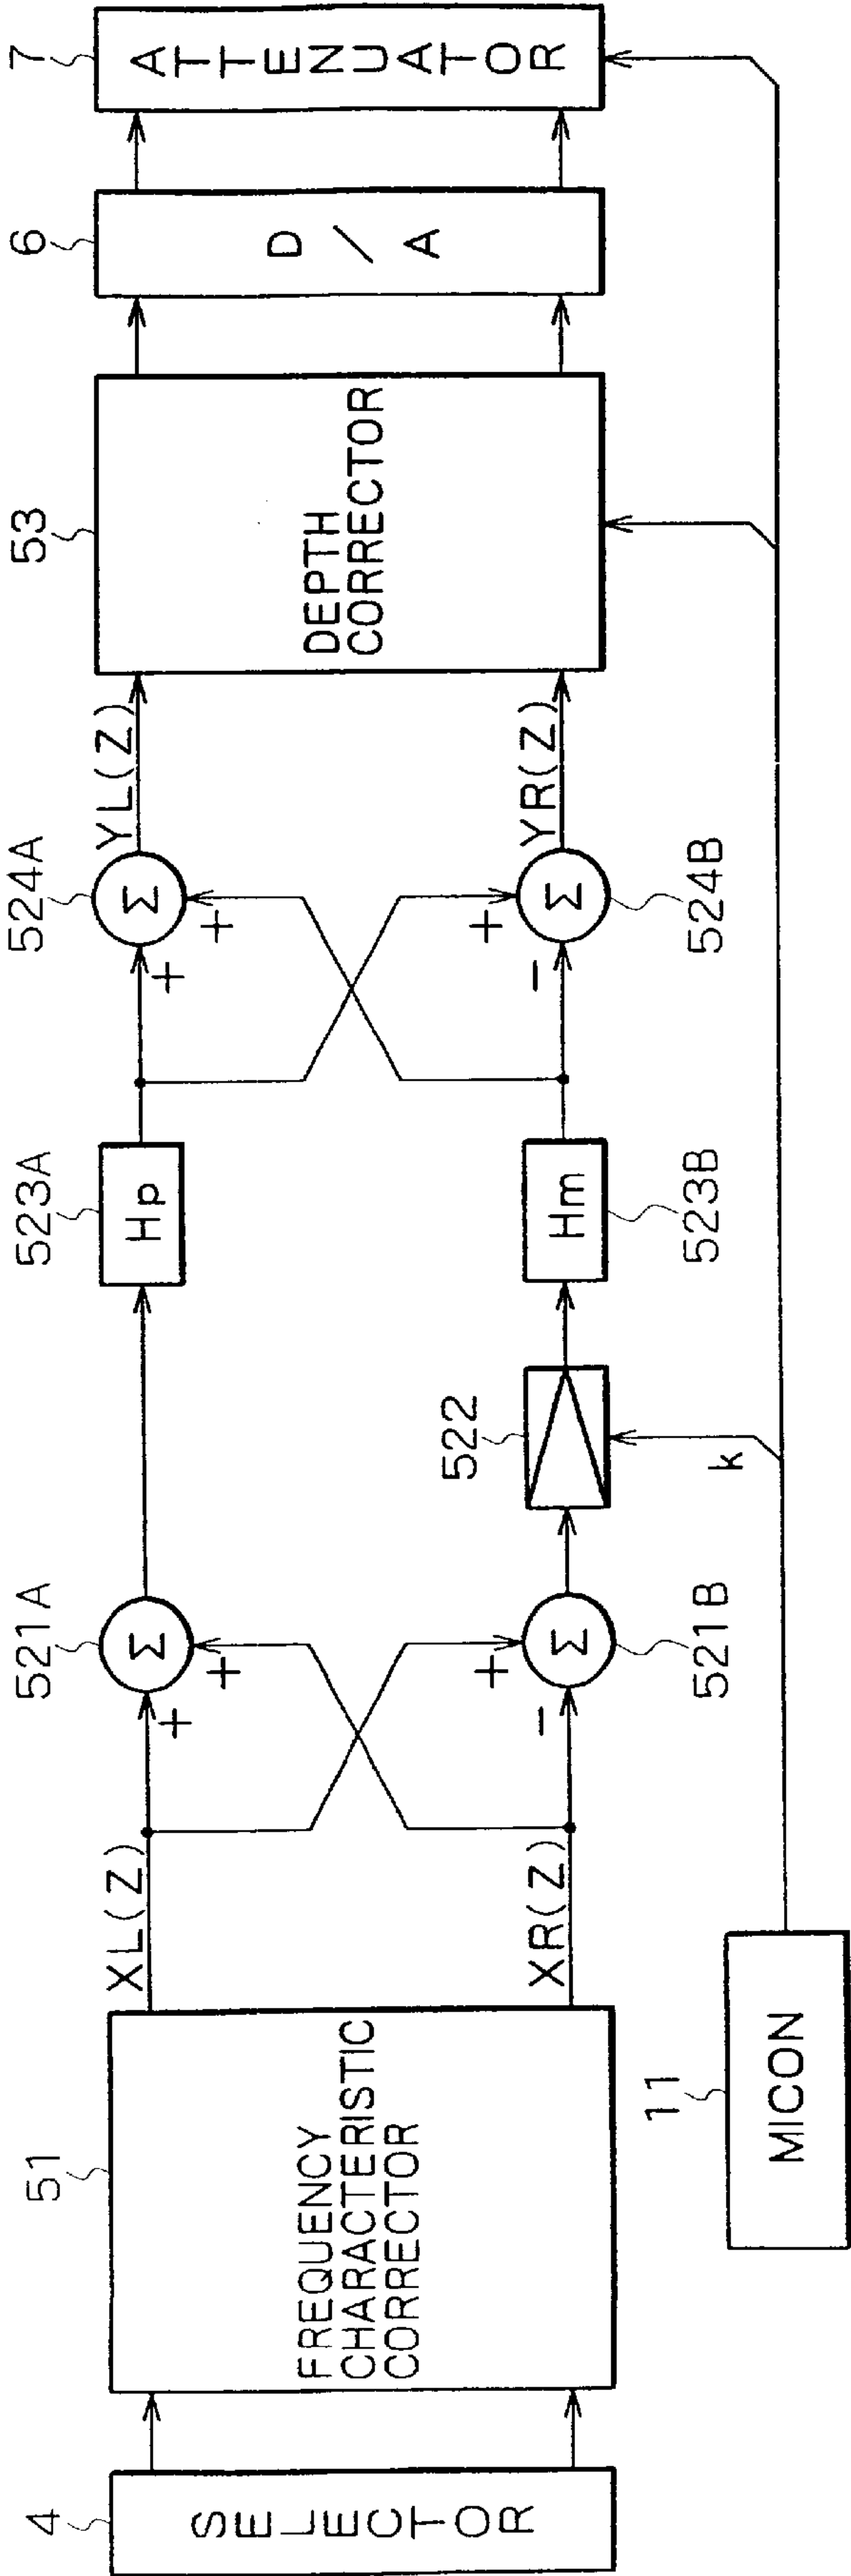 4
SELECTOR
51
FREQUENCY
CHARACTERISTIC
CORRECTOR
XL(Z)
XR(Z)
521A
Σ
+
+
521B
Σ
+
−
522
k
523A
Hp
523B
Hm
524A
Σ
+
+
524B
Σ
+
−
YL(Z)
YR(Z)
53
DEPTH
CORRECTOR
6
D/A
7
ATTENUATOR
11
MICON